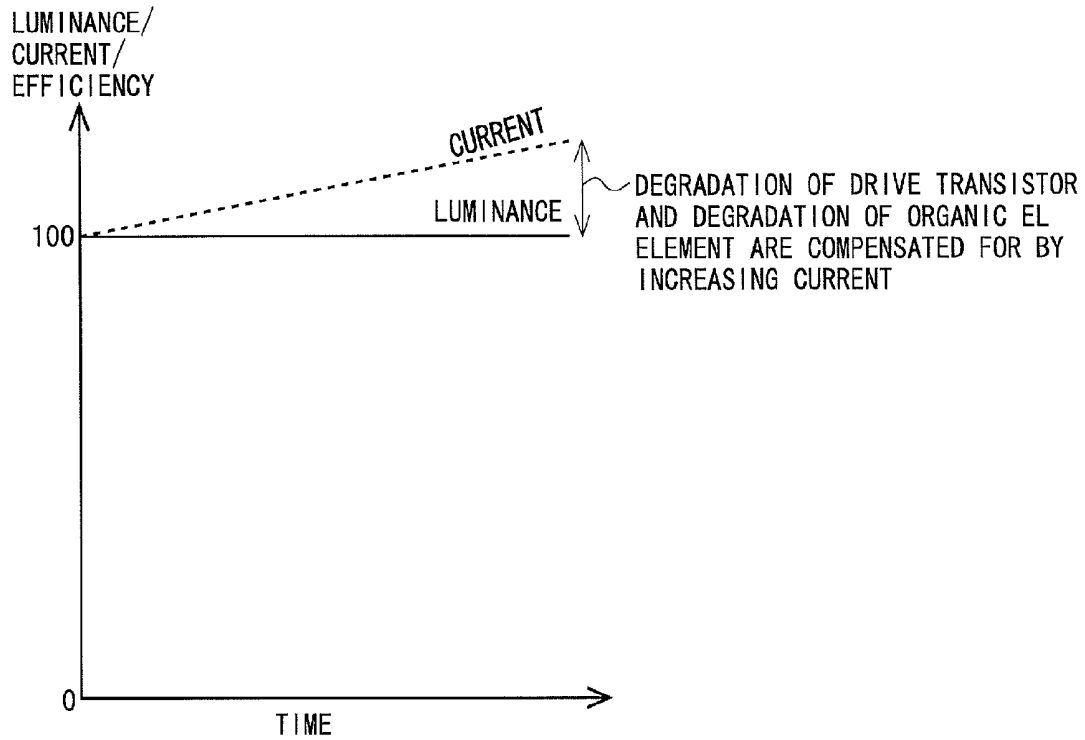 LUMINANCE/
CURRENT/
EFFICIENCY
CURRENT
LUMINANCE
DEGRADATION OF DRIVE TRANSISTOR
AND DEGRADATION OF ORGANIC EL
ELEMENT ARE COMPENSATED FOR BY
INCREASING CURRENT
100
0
TIME